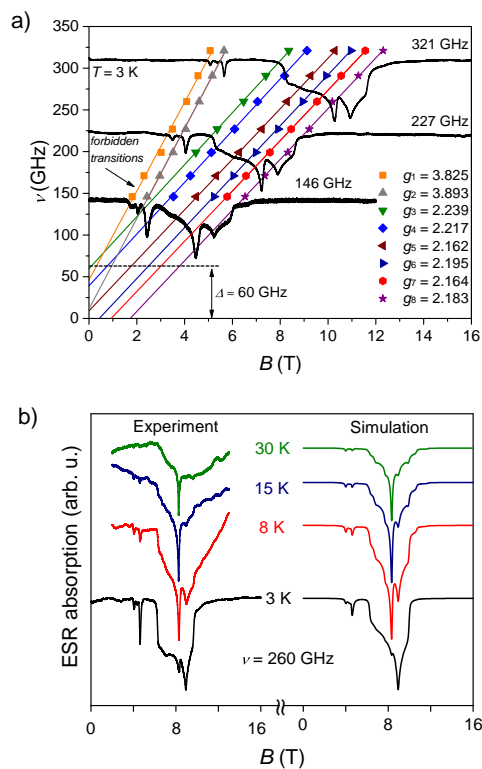 a)
350
300
250
200
150
100
50
0
ν (GHz)
T = 3 K
321 GHz
forbidden
transitions
227 GHz
146 GHz
g1 = 3.825
g2 = 3.893
g3 = 2.239
g4 = 2.217
g5 = 2.162
g6 = 2.195
g7 = 2.164
g8 = 2.183
Δ ≈ 60 GHz
0 2 4 6 8 10 12 14 16
B (T)
b)
Experiment Simulation
ESR absorption (arb. u.)
30 K
15 K
8 K
3 K
ν = 260 GHz
0 8 16 8 16
B (T)